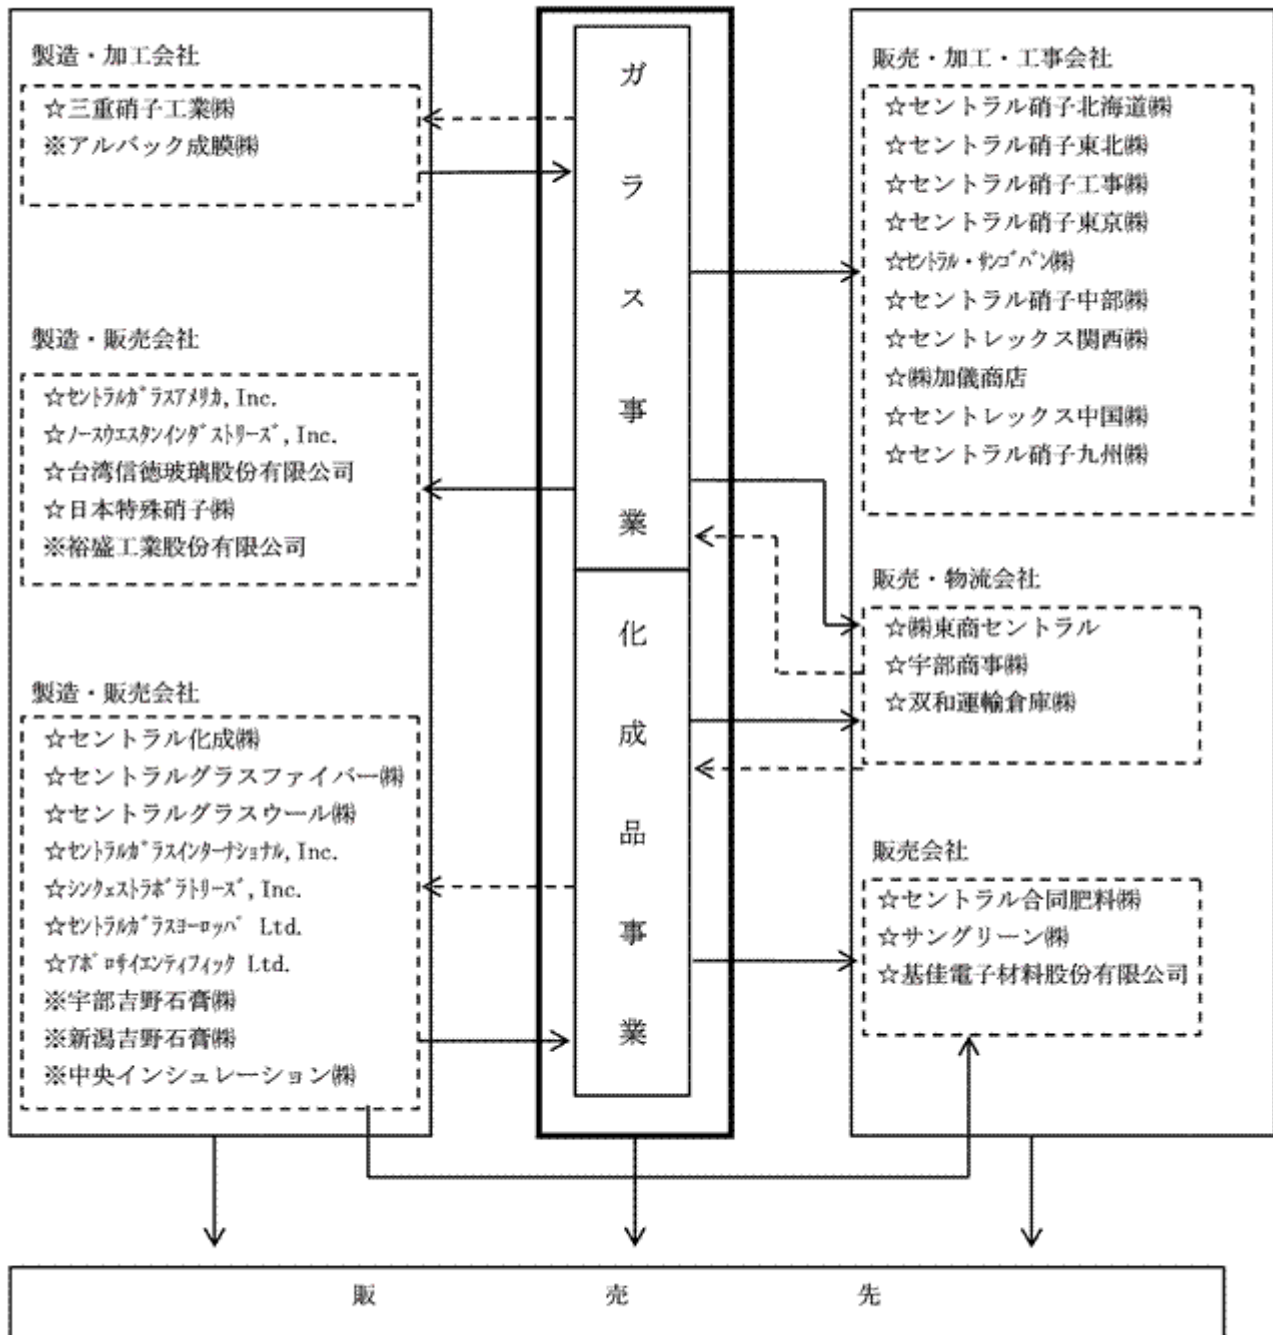 製造・加工会社
☆三重硝子工業㈱
※アルバック成膜㈱
製造・販売会社
☆ｾﾝﾄﾗﾙｶﾞﾗｽｱﾒﾘｶ, Inc.
☆ﾉｰｽｳｴｽﾀﾝｲﾝﾀﾞｽﾄﾘｰｽﾞ, Inc.
☆台湾信徳玻璃股份有限公司
☆日本特殊硝子㈱
※裕盛工業股份有限公司
製造・販売会社
☆セントラル化成㈱
☆セントラルグラスファイバー㈱
☆セントラルグラスウール㈱
☆ｾﾝﾄﾗﾙｶﾞﾗｽｲﾝﾀｰﾅｼｮﾅﾙ, Inc.
☆ｼﾝｸｪｽﾄﾗﾎﾞﾗﾄﾘｰｽﾞ, Inc.
☆ｾﾝﾄﾗﾙｶﾞﾗｽﾖｰﾛｯﾊﾟ Ltd.
☆ｱﾎﾟﾛｻｲｴﾝﾃｨﾌｨｯｸ Ltd.
※宇部吉野石膏㈱
※新潟吉野石膏㈱
※中央インシュレーション㈱
ガラス事業
化成品事業
販売・加工・工事会社
☆セントラル硝子北海道㈱
☆セントラル硝子東北㈱
☆セントラル硝子工事㈱
☆セントラル硝子東京㈱
☆ｾﾝﾄﾗﾙ・ｻﾝｺﾞﾊﾞﾝ㈱
☆セントラル硝子中部㈱
☆セントレックス関西㈱
☆㈱加儀商店
☆セントレックス中国㈱
☆セントラル硝子九州㈱
販売・物流会社
☆㈱東商セントラル
☆宇部商事㈱
☆双和運輸倉庫㈱
販売会社
☆セントラル合同肥料㈱
☆サングリーン㈱
☆基佳電子材料股份有限公司
販売先